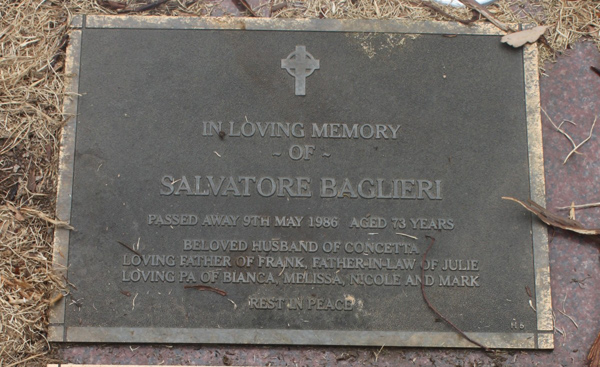 IN LOVING MEMORY
~ OF ~
SALVATORE BAGLIERI
PASSED AWAY 9TH MAY 1986 AGED 73 YEARS
BELOVED HUSBAND OF CONCETTA
LOVING FATHER OF FRANK, FATHER-IN-LAW OF JULIE
LOVING PA OF BIANCA, MELISSA, NICOLE AND MARK
REST IN PEACE